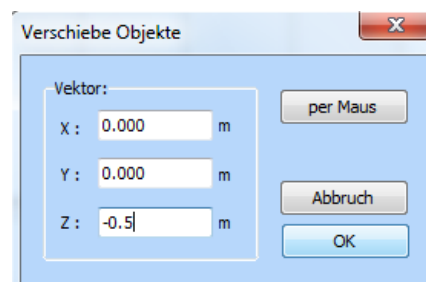 Verschiebe Objekte
Vektor:
X : 0.000 m
Y : 0.000 m
Z : -0.5 m
per Maus
Abbruch
OK